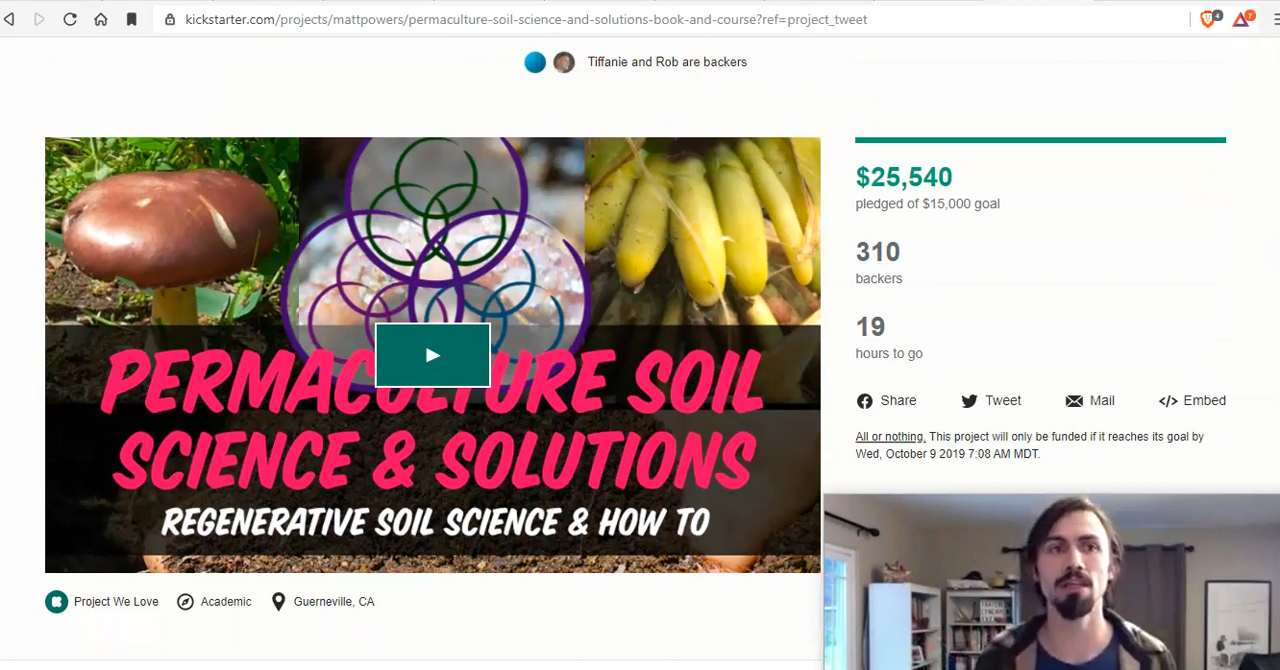 kickstarter.com/projects/mattpowers/permaculture-soil-science-and-solutions-book-and-course?ref=project_tweet
4
7
Tiffanie and Rob are backers
PERMACULTURE SOIL
SCIENCE & SOLUTIONS
REGENERATIVE SOIL SCIENCE & HOW TO
Project We Love
Academic
Guerneville, CA
$25,540
pledged of $15,000 goal
310
backers
19
hours to go
Share
Tweet
Mail
</> Embed
All or nothing. This project will only be funded if it reaches its goal by
Wed, October 9 2019 7:08 AM MDT.